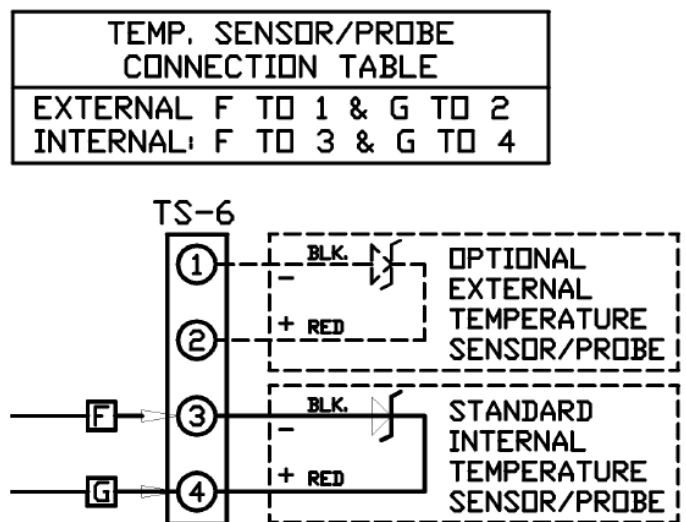 TEMP. SENSOR/PROBE
CONNECTION TABLE
EXTERNAL F TO 1 & G TO 2
INTERNAL: F TO 3 & G TO 4
TS-6
1
BLK.
-
OPTIONAL
EXTERNAL
TEMPERATURE
SENSOR/PROBE
2
+ RED
F
3
BLK.
-
STANDARD
INTERNAL
TEMPERATURE
SENSOR/PROBE
G
4
+ RED